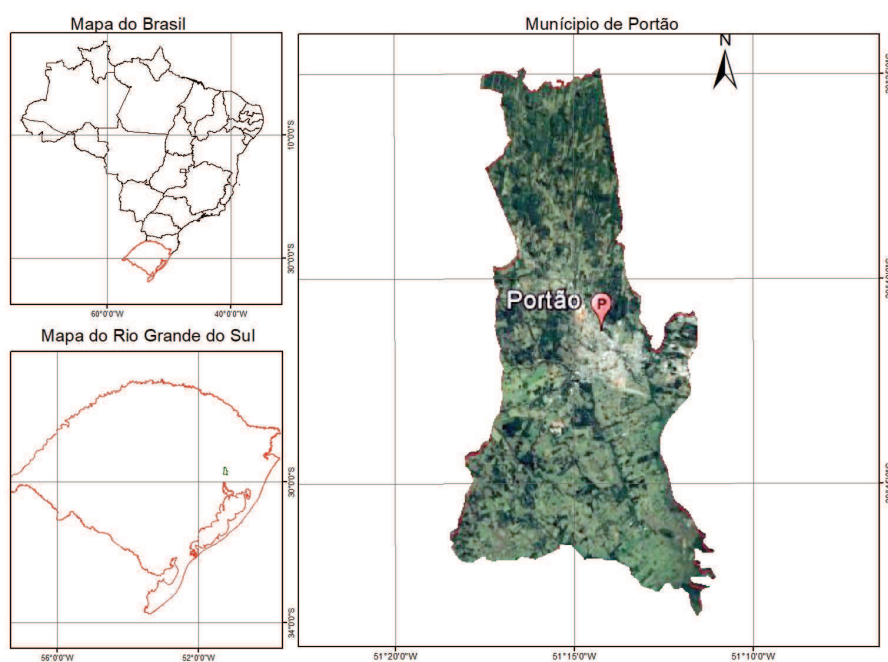 Mapa do Brasil
10°0'0"S
30°0'0"S
60°0'0"W
40°0'0"W
Mapa do Rio Grande do Sul
30°0'0"S
34°0'0"S
56°0'0"W
52°0'0"W
Munícipio de Portão
N
Portão
P
51°20'0"W
51°15'0"W
51°10'0"W